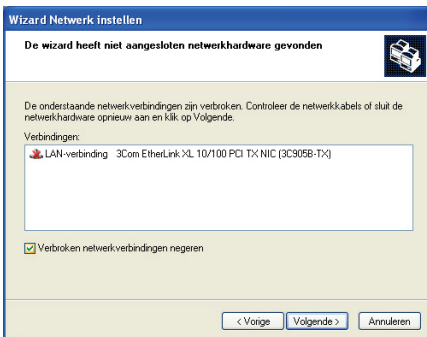 Wizard Netwerk instellen
De wizard heeft niet aangesloten netwerkhardware gevonden
De onderstaande netwerkverbindingen zijn verbroken. Controleer de netwerkkabels of sluit de
netwerkhardware opnieuw aan en klik op Volgende.
Verbindingen:
LAN-verbinding 3Com EtherLink XL 10/100 PCI TX NIC (3C905B-TX)
Verbroken netwerkverbindingen negeren
< Vorige Volgende > Annuleren